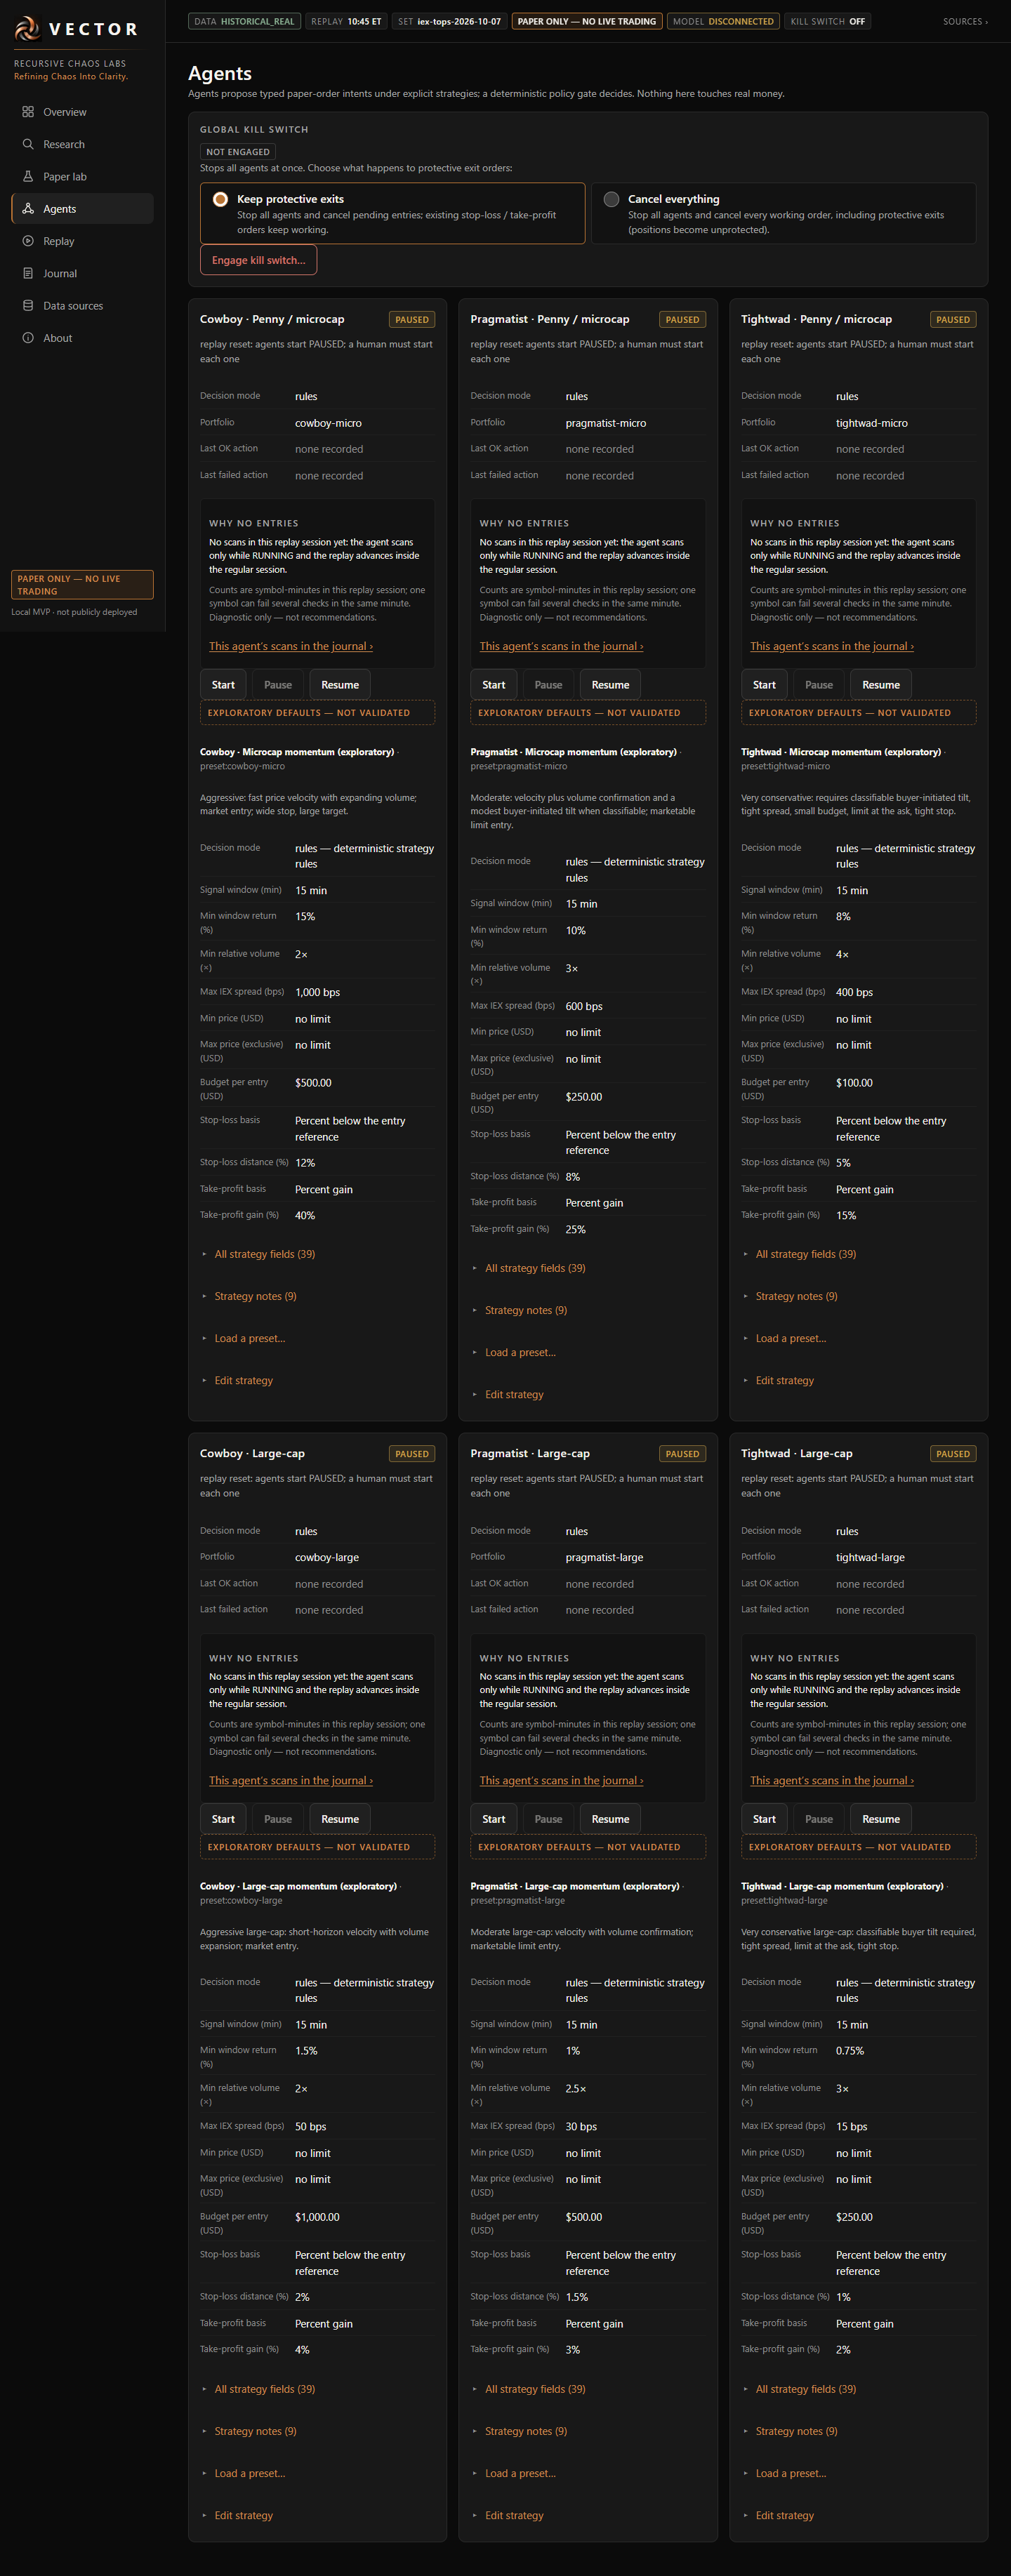 VECTOR
RECURSIVE CHAOS LABS
Refining Chaos Into Clarity.
Overview
Research
Paper lab
Agents
Replay
Journal
Data sources
About
PAPER ONLY — NO LIVE
TRADING
Local MVP · not publicly deployed
DATA HISTORICAL_REAL
REPLAY 10:45 ET
SET iex-tops-2026-10-07
PAPER ONLY — NO LIVE TRADING
MODEL DISCONNECTED
KILL SWITCH OFF
SOURCES ›
Agents
Agents propose typed paper-order intents under explicit strategies; a deterministic policy gate decides. Nothing here touches real money.
GLOBAL KILL SWITCH
NOT ENGAGED
Stops all agents at once. Choose what happens to protective exit orders:
Keep protective exits
Stop all agents and cancel pending entries; existing stop-loss / take-profit
orders keep working.
Cancel everything
Stop all agents and cancel every working order, including protective exits
(positions become unprotected).
Engage kill switch...
Cowboy · Penny / microcap
PAUSED
replay reset: agents start PAUSED; a human must start
each one
Decision mode rules
Portfolio cowboy-micro
Last OK action none recorded
Last failed action none recorded
WHY NO ENTRIES
No scans in this replay session yet: the agent scans
only while RUNNING and the replay advances inside
the regular session.
Counts are symbol-minutes in this replay session; one
symbol can fail several checks in the same minute.
Diagnostic only — not recommendations.
This agent's scans in the journal ›
Start
Pause
Resume
EXPLORATORY DEFAULTS — NOT VALIDATED
Cowboy · Microcap momentum (exploratory) ·
preset:cowboy-micro
Aggressive: fast price velocity with expanding volume;
market entry; wide stop, large target.
Decision mode rules — deterministic strategy
rules
Signal window (min) 15 min
Min window return
(%) 15%
Min relative volume
(×) 2×
Max IEX spread (bps) 1,000 bps
Min price (USD) no limit
Max price (exclusive)
(USD) no limit
Budget per entry
(USD) $500.00
Stop-loss basis Percent below the entry
reference
Stop-loss distance (%) 12%
Take-profit basis Percent gain
Take-profit gain (%) 40%
All strategy fields (39)
Strategy notes (9)
Load a preset...
Edit strategy
Pragmatist · Penny / microcap
PAUSED
replay reset: agents start PAUSED; a human must start
each one
Decision mode rules
Portfolio pragmatist-micro
Last OK action none recorded
Last failed action none recorded
WHY NO ENTRIES
No scans in this replay session yet: the agent scans
only while RUNNING and the replay advances inside
the regular session.
Counts are symbol-minutes in this replay session; one
symbol can fail several checks in the same minute.
Diagnostic only — not recommendations.
This agent's scans in the journal ›
Start
Pause
Resume
EXPLORATORY DEFAULTS — NOT VALIDATED
Pragmatist · Microcap momentum (exploratory) ·
preset:pragmatist-micro
Moderate: velocity plus volume confirmation and a
modest buyer-initiated tilt when classifiable; marketable
limit entry.
Decision mode rules — deterministic strategy
rules
Signal window (min) 15 min
Min window return
(%) 10%
Min relative volume
(×) 3×
Max IEX spread (bps) 600 bps
Min price (USD) no limit
Max price (exclusive)
(USD) no limit
Budget per entry
(USD) $250.00
Stop-loss basis Percent below the entry
reference
Stop-loss distance (%) 8%
Take-profit basis Percent gain
Take-profit gain (%) 25%
All strategy fields (39)
Strategy notes (9)
Load a preset...
Edit strategy
Tightwad · Penny / microcap
PAUSED
replay reset: agents start PAUSED; a human must start
each one
Decision mode rules
Portfolio tightwad-micro
Last OK action none recorded
Last failed action none recorded
WHY NO ENTRIES
No scans in this replay session yet: the agent scans
only while RUNNING and the replay advances inside
the regular session.
Counts are symbol-minutes in this replay session; one
symbol can fail several checks in the same minute.
Diagnostic only — not recommendations.
This agent's scans in the journal ›
Start
Pause
Resume
EXPLORATORY DEFAULTS — NOT VALIDATED
Tightwad · Microcap momentum (exploratory) ·
preset:tightwad-micro
Very conservative: requires classifiable buyer-initiated tilt,
tight spread, small budget, limit at the ask, tight stop.
Decision mode rules — deterministic strategy
rules
Signal window (min) 15 min
Min window return
(%) 8%
Min relative volume
(×) 4×
Max IEX spread (bps) 400 bps
Min price (USD) no limit
Max price (exclusive)
(USD) no limit
Budget per entry
(USD) $100.00
Stop-loss basis Percent below the entry
reference
Stop-loss distance (%) 5%
Take-profit basis Percent gain
Take-profit gain (%) 15%
All strategy fields (39)
Strategy notes (9)
Load a preset...
Edit strategy
Cowboy · Large-cap
PAUSED
replay reset: agents start PAUSED; a human must start
each one
Decision mode rules
Portfolio cowboy-large
Last OK action none recorded
Last failed action none recorded
WHY NO ENTRIES
No scans in this replay session yet: the agent scans
only while RUNNING and the replay advances inside
the regular session.
Counts are symbol-minutes in this replay session; one
symbol can fail several checks in the same minute.
Diagnostic only — not recommendations.
This agent's scans in the journal ›
Start
Pause
Resume
EXPLORATORY DEFAULTS — NOT VALIDATED
Cowboy · Large-cap momentum (exploratory) ·
preset:cowboy-large
Aggressive large-cap: short-horizon velocity with volume
expansion; market entry.
Decision mode rules — deterministic strategy
rules
Signal window (min) 15 min
Min window return
(%) 1.5%
Min relative volume
(×) 2×
Max IEX spread (bps) 50 bps
Min price (USD) no limit
Max price (exclusive)
(USD) no limit
Budget per entry
(USD) $1,000.00
Stop-loss basis Percent below the entry
reference
Stop-loss distance (%) 2%
Take-profit basis Percent gain
Take-profit gain (%) 4%
All strategy fields (39)
Strategy notes (9)
Load a preset...
Edit strategy
Pragmatist · Large-cap
PAUSED
replay reset: agents start PAUSED; a human must start
each one
Decision mode rules
Portfolio pragmatist-large
Last OK action none recorded
Last failed action none recorded
WHY NO ENTRIES
No scans in this replay session yet: the agent scans
only while RUNNING and the replay advances inside
the regular session.
Counts are symbol-minutes in this replay session; one
symbol can fail several checks in the same minute.
Diagnostic only — not recommendations.
This agent's scans in the journal ›
Start
Pause
Resume
EXPLORATORY DEFAULTS — NOT VALIDATED
Pragmatist · Large-cap momentum (exploratory) ·
preset:pragmatist-large
Moderate large-cap: velocity with volume confirmation;
marketable limit entry.
Decision mode rules — deterministic strategy
rules
Signal window (min) 15 min
Min window return
(%) 1%
Min relative volume
(×) 2.5×
Max IEX spread (bps) 30 bps
Min price (USD) no limit
Max price (exclusive)
(USD) no limit
Budget per entry
(USD) $500.00
Stop-loss basis Percent below the entry
reference
Stop-loss distance (%) 1.5%
Take-profit basis Percent gain
Take-profit gain (%) 3%
All strategy fields (39)
Strategy notes (9)
Load a preset...
Edit strategy
Tightwad · Large-cap
PAUSED
replay reset: agents start PAUSED; a human must start
each one
Decision mode rules
Portfolio tightwad-large
Last OK action none recorded
Last failed action none recorded
WHY NO ENTRIES
No scans in this replay session yet: the agent scans
only while RUNNING and the replay advances inside
the regular session.
Counts are symbol-minutes in this replay session; one
symbol can fail several checks in the same minute.
Diagnostic only — not recommendations.
This agent's scans in the journal ›
Start
Pause
Resume
EXPLORATORY DEFAULTS — NOT VALIDATED
Tightwad · Large-cap momentum (exploratory) ·
preset:tightwad-large
Very conservative large-cap: classifiable buyer tilt required,
tight spread, limit at the ask, tight stop.
Decision mode rules — deterministic strategy
rules
Signal window (min) 15 min
Min window return
(%) 0.75%
Min relative volume
(×) 3×
Max IEX spread (bps) 15 bps
Min price (USD) no limit
Max price (exclusive)
(USD) no limit
Budget per entry
(USD) $250.00
Stop-loss basis Percent below the entry
reference
Stop-loss distance (%) 1%
Take-profit basis Percent gain
Take-profit gain (%) 2%
All strategy fields (39)
Strategy notes (9)
Load a preset...
Edit strategy